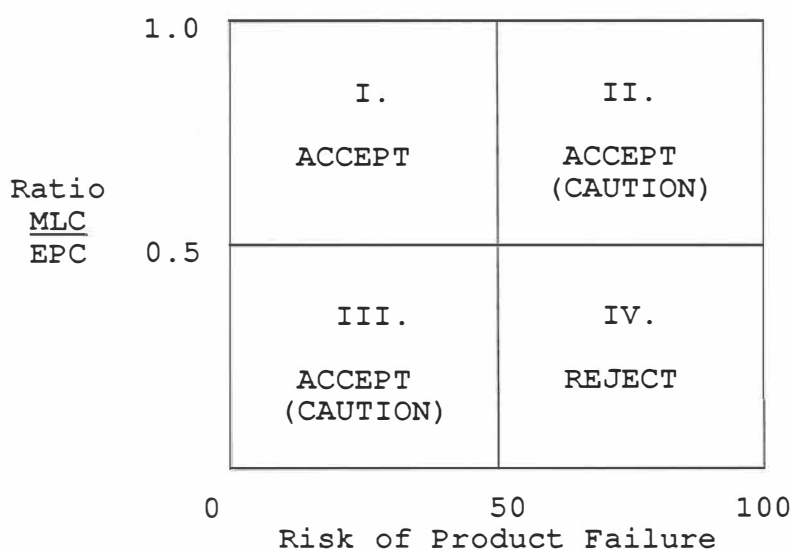 1.0
I. II.
ACCEPT ACCEPT
(CAUTION)
Ratio
MLC
EPC 0.5
III. IV.
ACCEPT REJECT
(CAUTION)
0 50 100
Risk of Product Failure